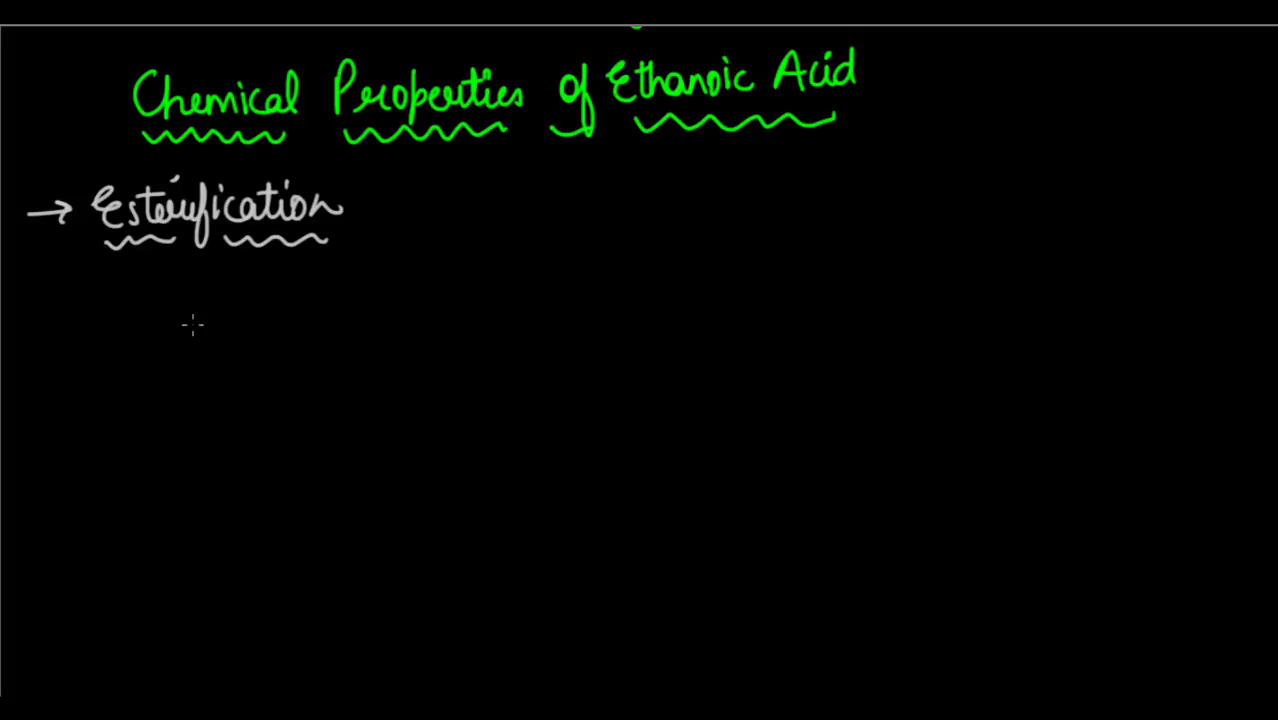 Chemical Properties of Ethanoic Acid
→ Esterification